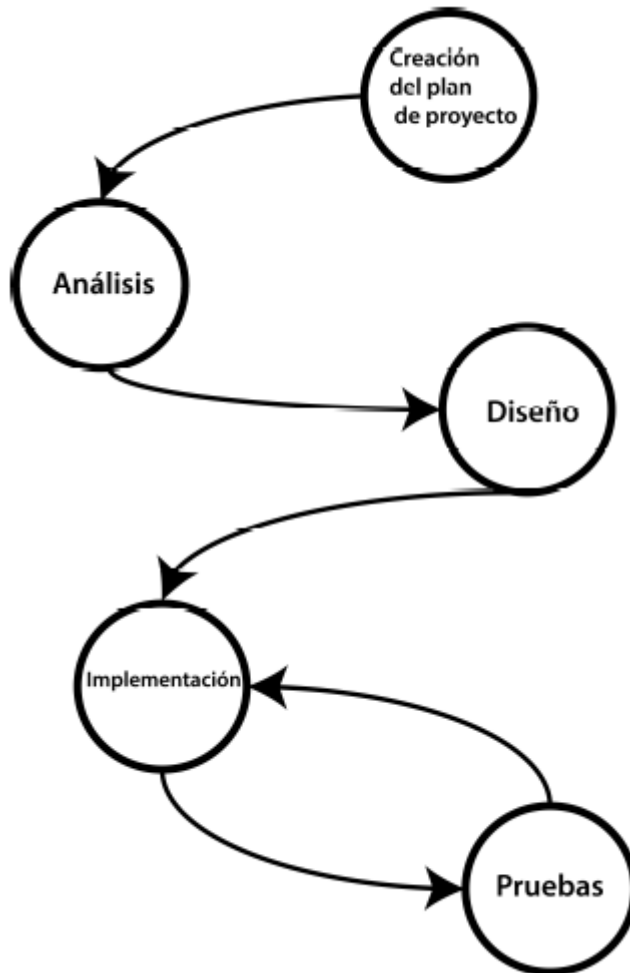 Creación
del plan
de proyecto
Análisis
Diseño
Implementación
Pruebas